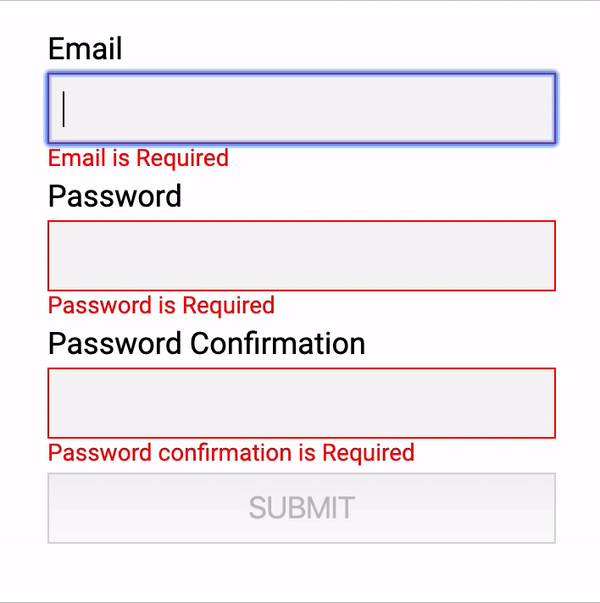 Email
Email is Required
Password
Password is Required
Password Confirmation
Password confirmation is Required
SUBMIT